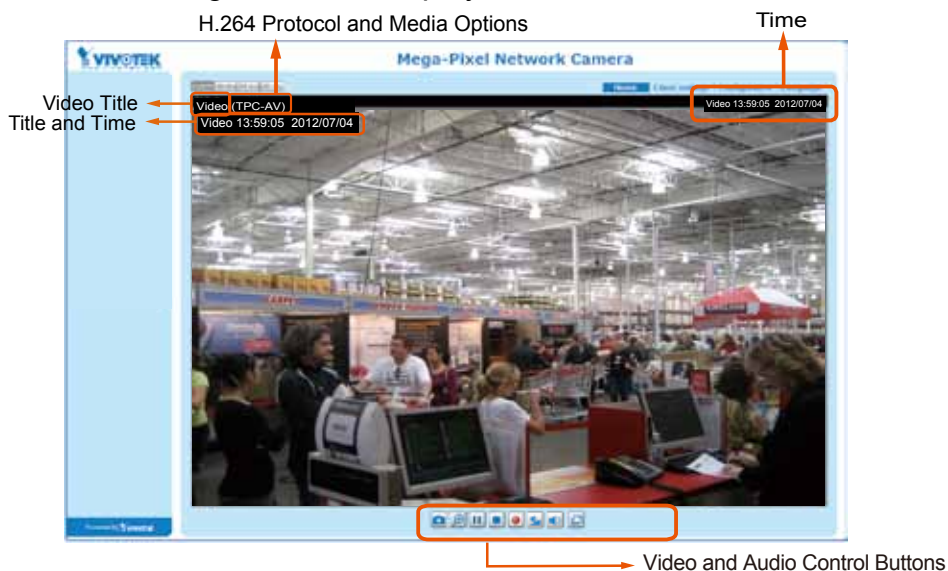 H.264 Protocol and Media Options
Time
VIVOTEK
Mega-Pixel Network Camera
Home
Video Title
Video (TPC-AV)
Video 13:59:05 2012/07/04
Title and Time
Video 13:59:05 2012/07/04
Video and Audio Control Buttons